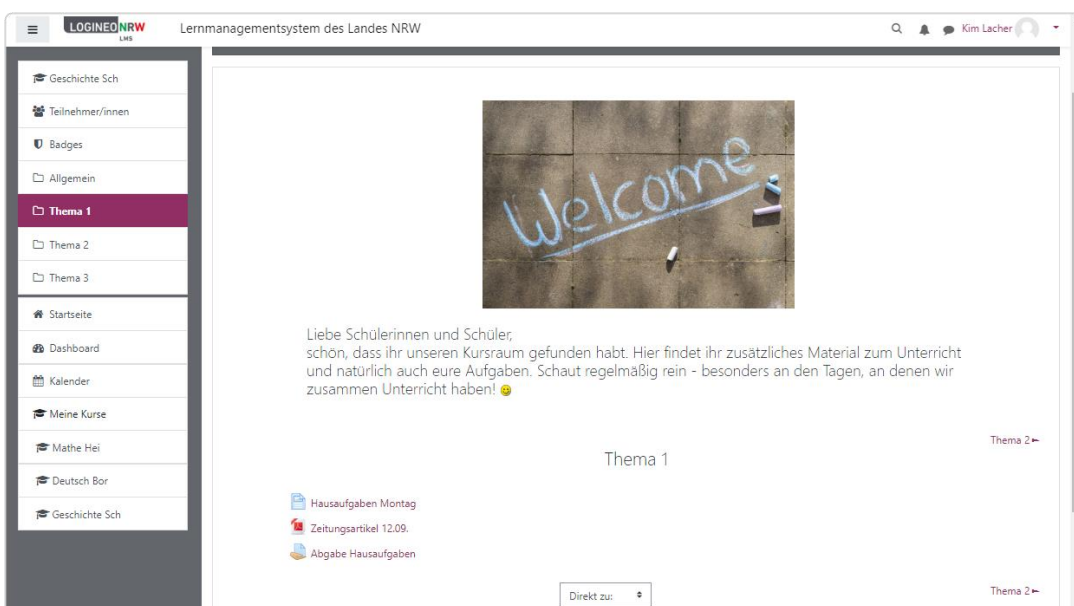 LOGINEO NRW
LMS
Lernmanagementsystem des Landes NRW
Kim Lacher
Geschichte Sch
Teilnehmer/innen
Badges
Allgemein
Thema 1
Thema 2
Thema 3
Startseite
Dashboard
Kalender
Meine Kurse
Mathe Hei
Deutsch Bor
Geschichte Sch
Welcome
Liebe Schülerinnen und Schüler,
schön, dass ihr unseren Kursraum gefunden habt. Hier findet ihr zusätzliches Material zum Unterricht
und natürlich auch eure Aufgaben. Schaut regelmäßig rein - besonders an den Tagen, an denen wir
zusammen Unterricht haben!
Thema 2
Thema 1
Hausaufgaben Montag
Zeitungsartikel 12.09.
Abgabe Hausaufgaben
Direkt zu:
Thema 2